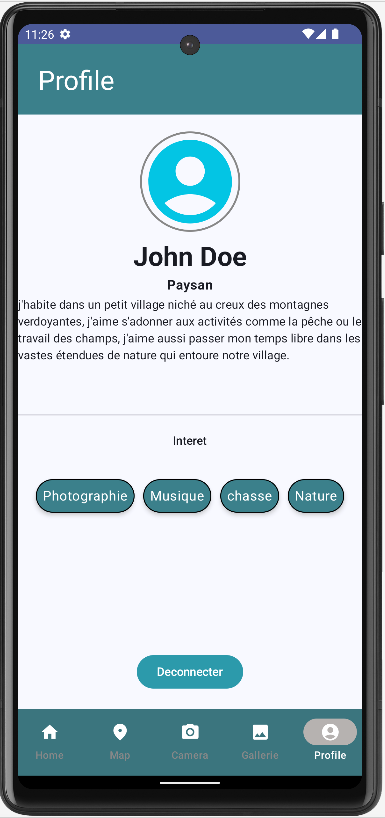 11:26
Profile
John Doe
Paysan
j'habite dans un petit village niché au creux des montagnes
verdoyantes, j'aime s'adonner aux activités comme la pêche ou le
travail des champs, j'aime aussi passer mon temps libre dans les
vastes étendues de nature qui entoure notre village.
Interet
Photographie Musique chasse Nature
Deconnecter
Home Map Camera Gallerie Profile